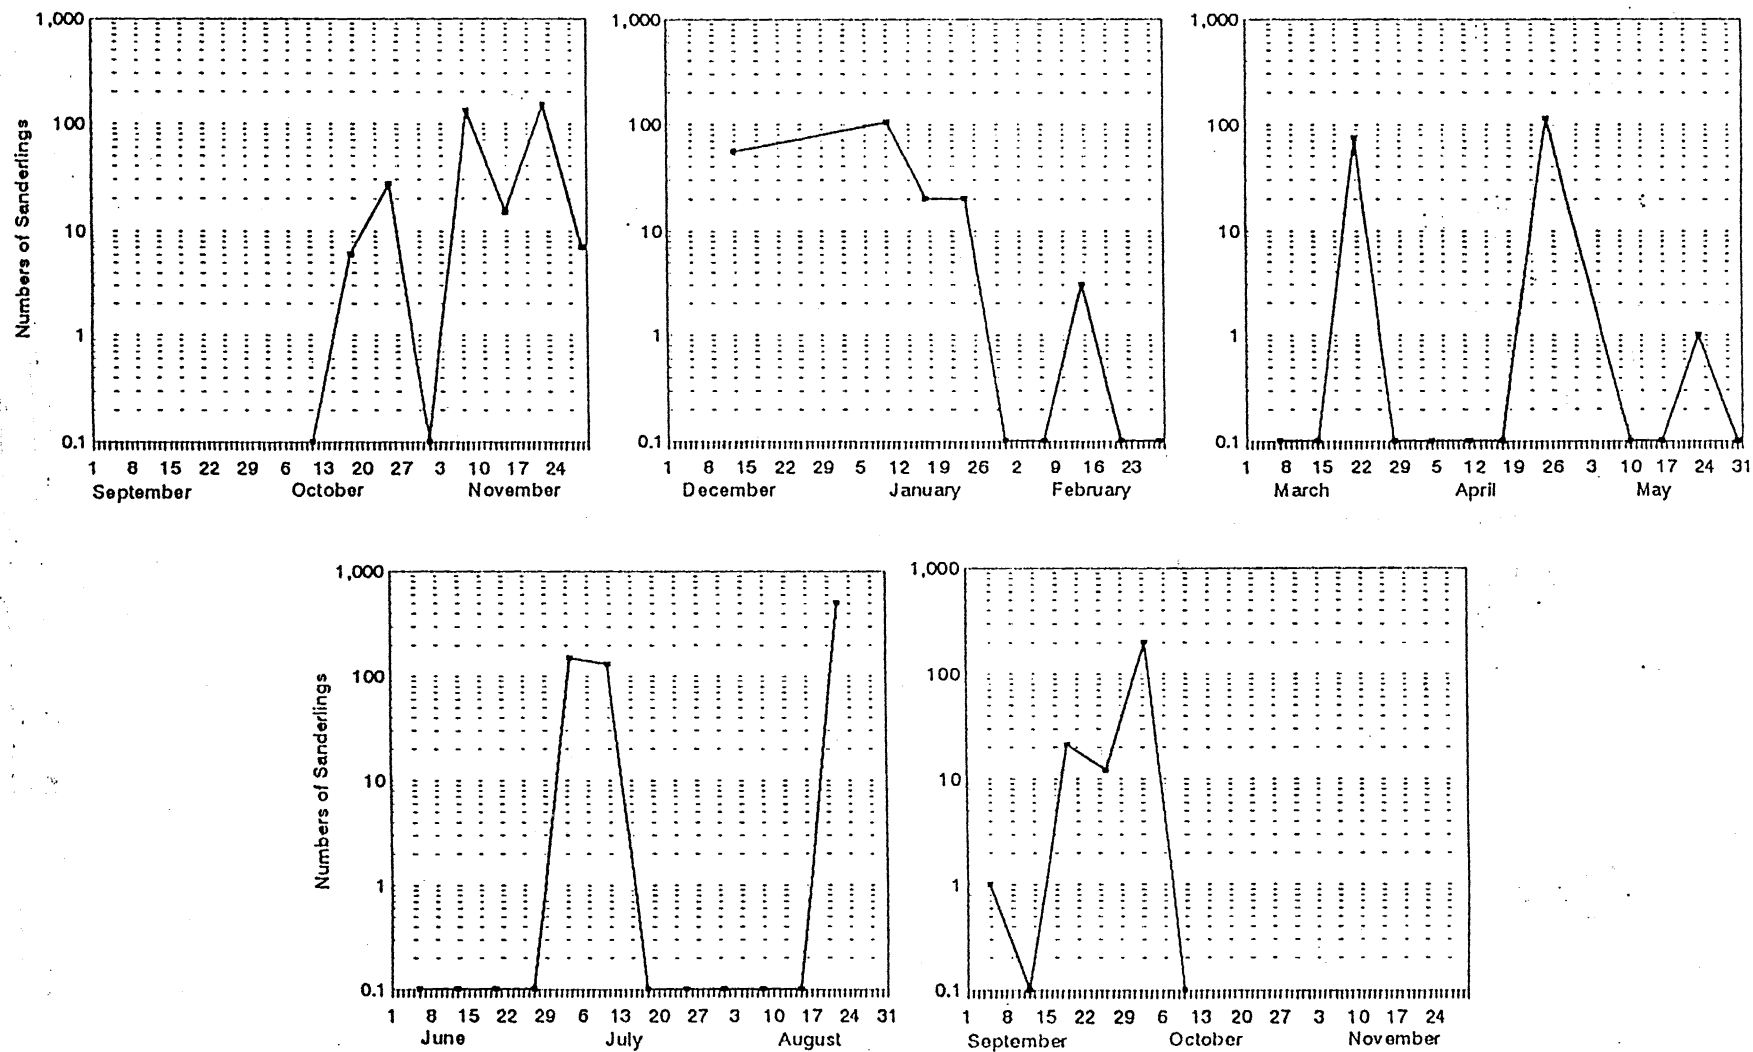 Numbers of Sanderlings
1,000
100
10
1
0.1
1 8 15 22 29 6 13 20 27 3 10 17 24
September October November
1,000
100
10
1
0.1
1 8 15 22 29 5 12 19 26 2 9 16 23
December January February
1,000
100
10
1
0.1
1 8 15 22 29 5 12 19 26 3 10 17 24 31
March April May
Numbers of Sanderlings
1,000
100
10
1
0.1
1 8 15 22 29 6 13 20 27 3 10 17 24 31
June July August
1,000
100
10
1
0.1
1 8 15 22 29 6 13 20 27 3 10 17 24
September October November